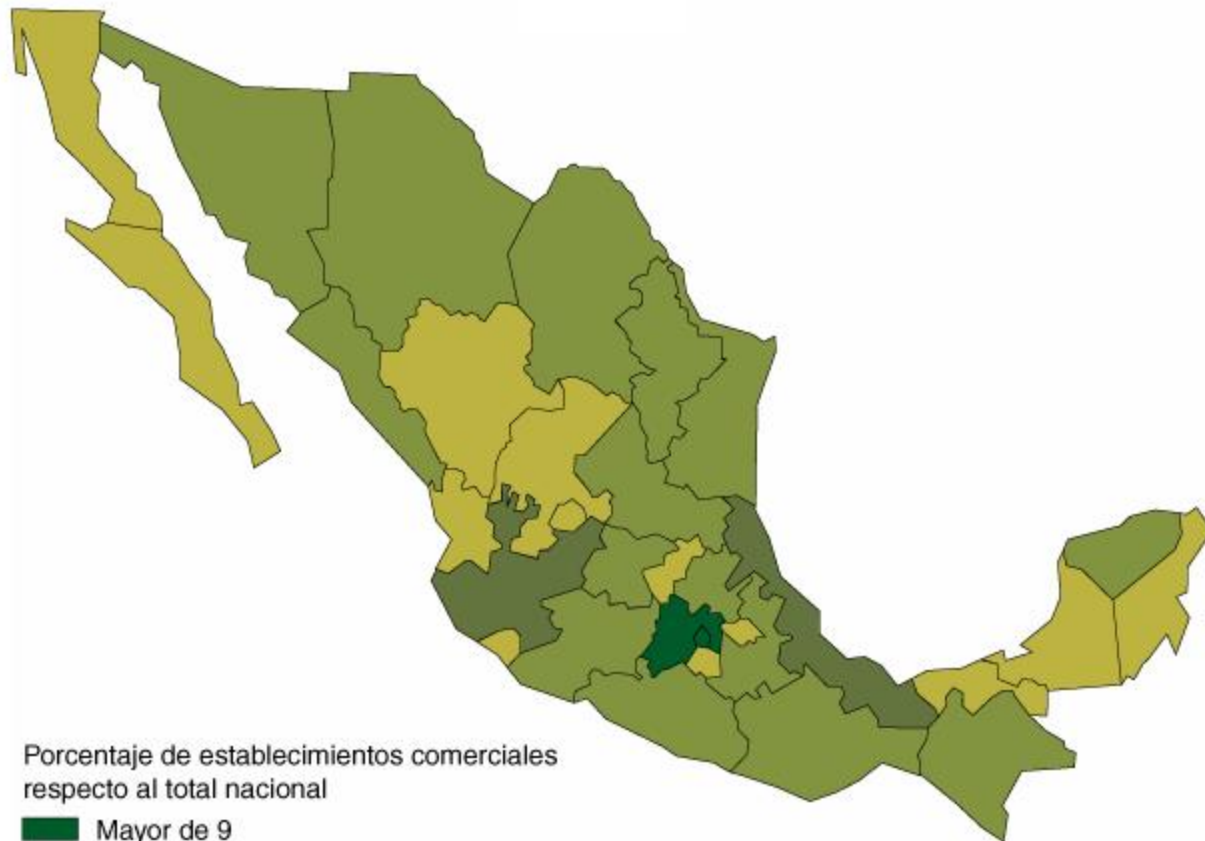 Porcentaje de establecimientos comerciales
respecto al total nacional
Mayor de 9